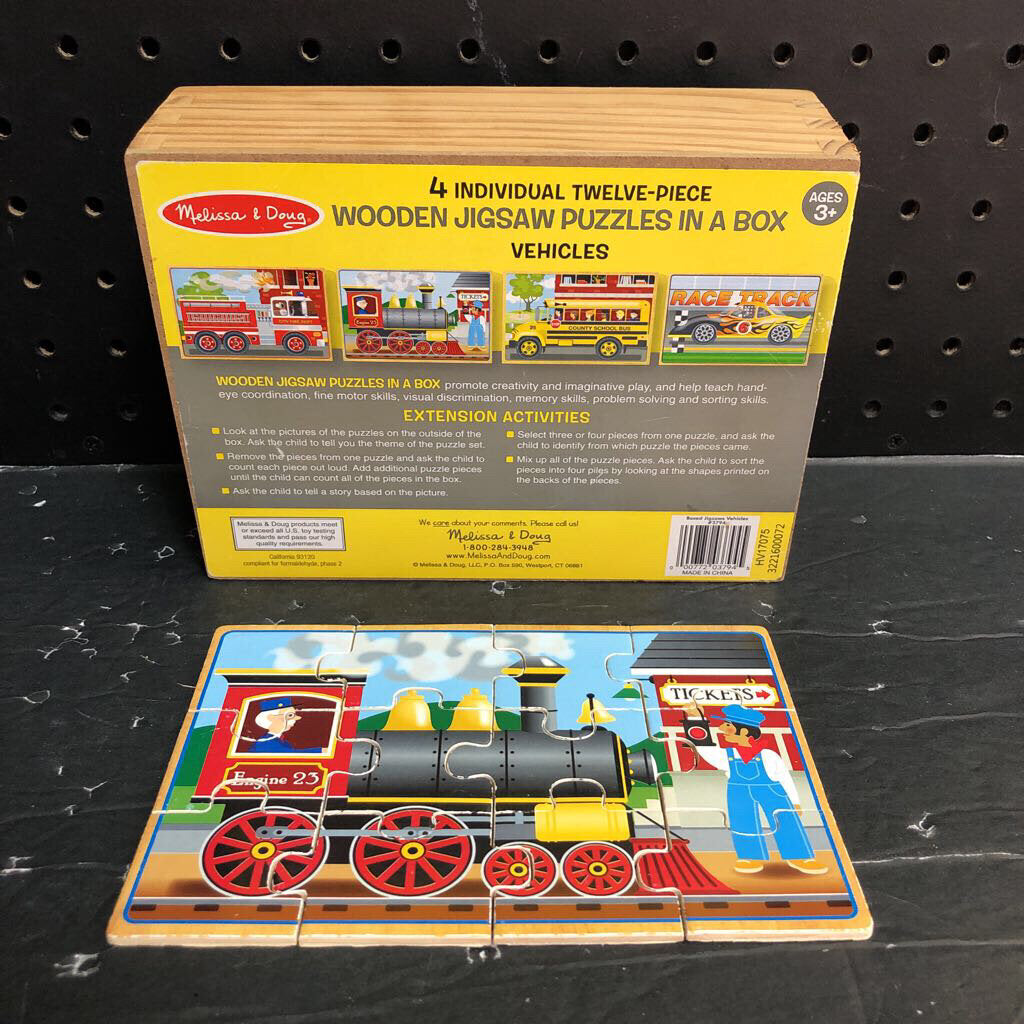 4 INDIVIDUAL TWELVE-PIECE
Melissa & Doug
WOODEN JIGSAW PUZZLES IN A BOX
AGES
3+
VEHICLES
CITY FIRE DEPT
Engine 23
TICKETS
COUNTY SCHOOL BUS
RACE TRACK
6
WOODEN JIGSAW PUZZLES IN A BOX promote creativity and imaginative play, and help teach hand-
eye coordination, fine motor skills, visual discrimination, memory skills, problem solving and sorting skills.
EXTENSION ACTIVITIES
Look at the pictures of the puzzles on the outside of the
box. Ask the child to tell you the theme of the puzzle set.
Remove the pieces from one puzzle and ask the child to
count each piece out loud. Add additional puzzle pieces
until the child can count all of the pieces in the box.
Ask the child to tell a story based on the picture.
Select three or four pieces from one puzzle, and ask the
child to identify from which puzzle the pieces came.
Mix up all of the puzzle pieces. Ask the child to sort the
pieces into four piles by looking at the shapes printed on
the backs of the pieces.
Melissa & Doug products meet
or exceed all U.S. toy testing
standards and pass our high
quality requirements.
California 93120
compliant for formaldehyde, phase 2
We care about your comments. Please call us!
Melissa & Doug
1-800-284-3948
www.MelissaAndDoug.com
© Melissa & Doug, LLC, P.O. Box 590, Westport, CT 06881
Boxed Jigsaws Vehicles
#3794
0 00772 03794
MADE IN CHINA
HV17075
3221600072
TICKETS
Engine 23